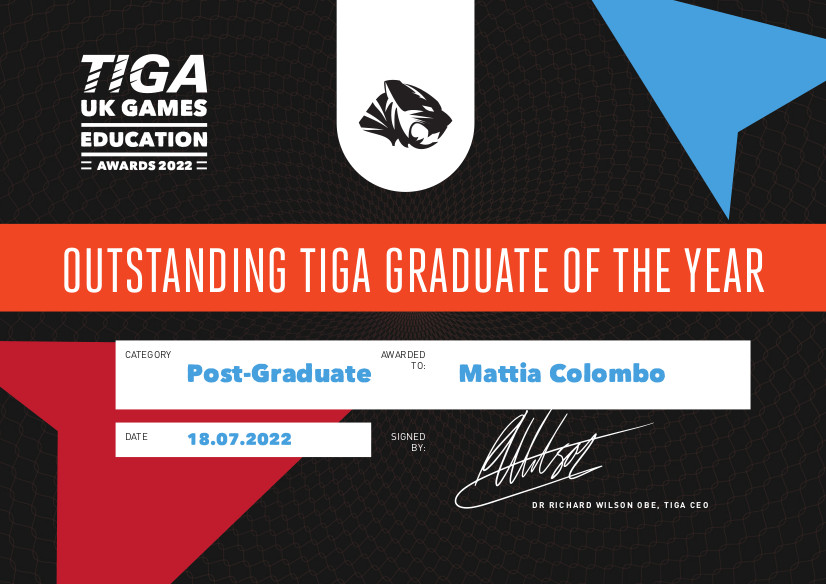 TIGA
UK GAMES
EDUCATION
AWARDS 2022
OUTSTANDING TIGA GRADUATE OF THE YEAR
CATEGORY
Post-Graduate
AWARDED
TO:
Mattia Colombo
DATE
18.07.2022
SIGNED
BY:
DR RICHARD WILSON OBE, TIGA CEO